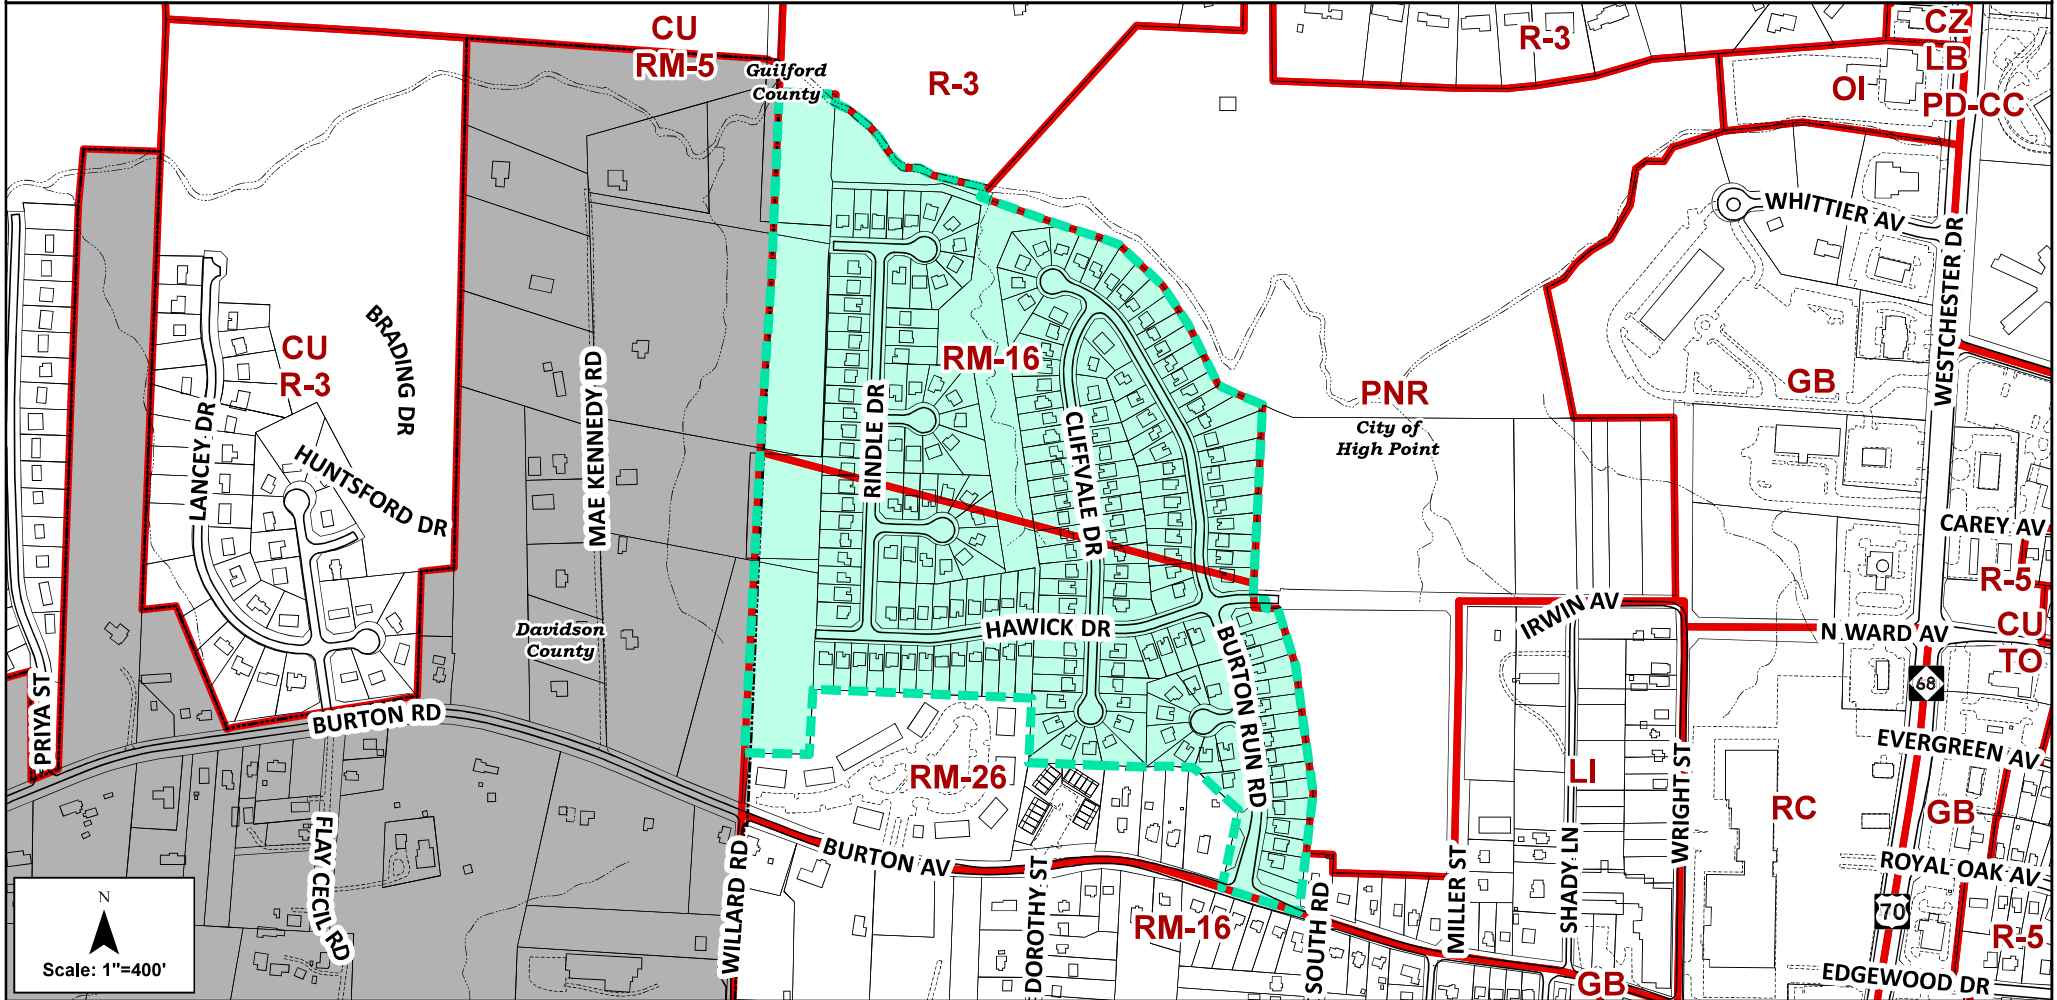 CU
RM-5
Guilford
County
R-3
R-3
CZ
LB
OI
PD-CC
WHITTIER AV
WESTCHESTER DR
CU
R-3
BRADING DR
LANCEY DR
HUNTSFORD DR
MAE KENNEDY RD
RM-16
RINDLE DR
CLIFFVALE DR
PNR
City of
High Point
GB
CAREY AV
R-5
CU
TO
N WARD AV
68
IRWIN AV
HAWICK DR
BURTON RUN RD
Davidson
County
PRIYA ST
BURTON RD
RM-26
LI
WRIGHT ST
RC
EVERGREEN AV
GB
ROYAL OAK AV
70
R-5
EDGEWOOD DR
FLAY CECIL RD
WILLARD RD
BURTON AV
DOROTHY ST
RM-16
SOUTH RD
MILLER ST
SHADY LN
GB
N
Scale: 1"=400'